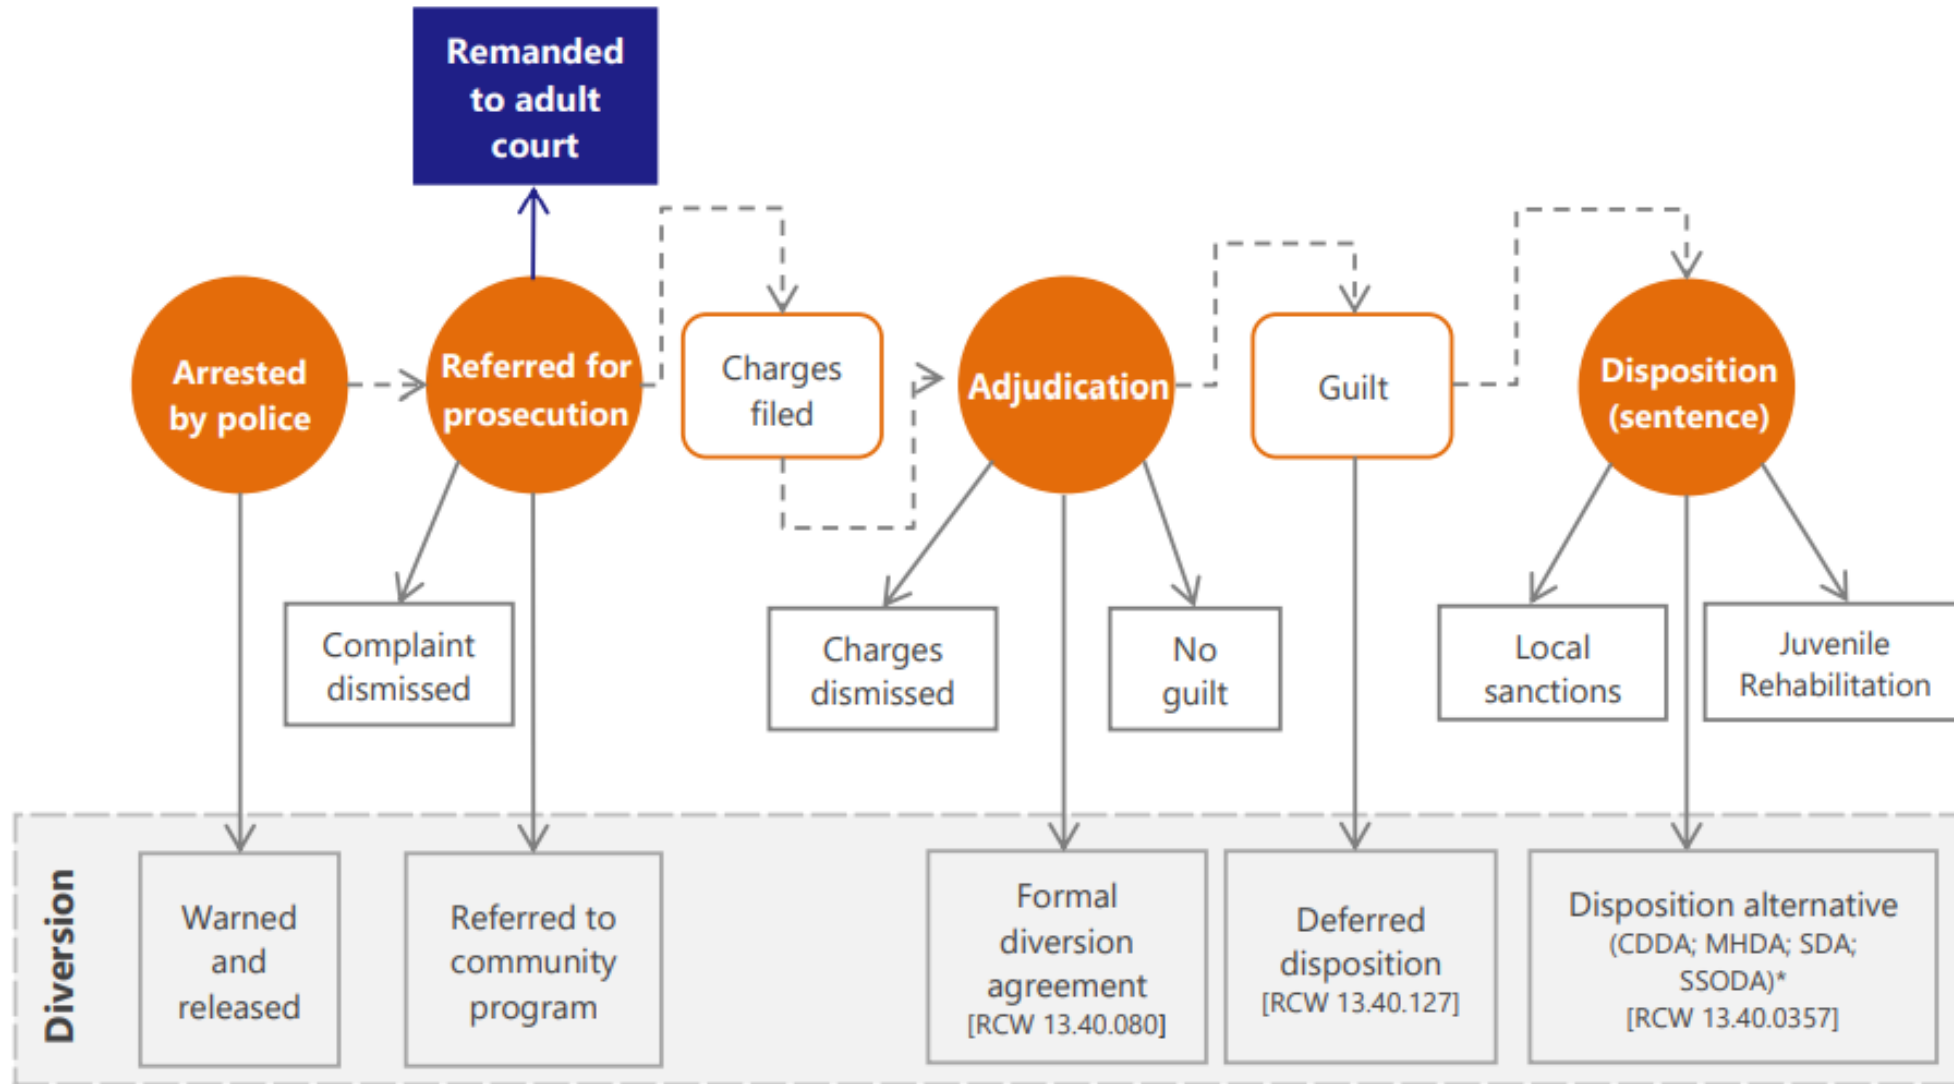 Remanded
to adult
court
Arrested
by police
Referred for
prosecution
Charges
filed
Adjudication
Guilt
Disposition
(sentence)
Complaint
dismissed
Charges
dismissed
No
guilt
Local
sanctions
Juvenile
Rehabilitation
Diversion
Warned
and
released
Referred to
community
program
Formal
diversion
agreement
[RCW 13.40.080]
Deferred
disposition
[RCW 13.40.127]
Disposition alternative
(CDDA; MHDA; SDA;
SSODA)*
[RCW 13.40.0357]